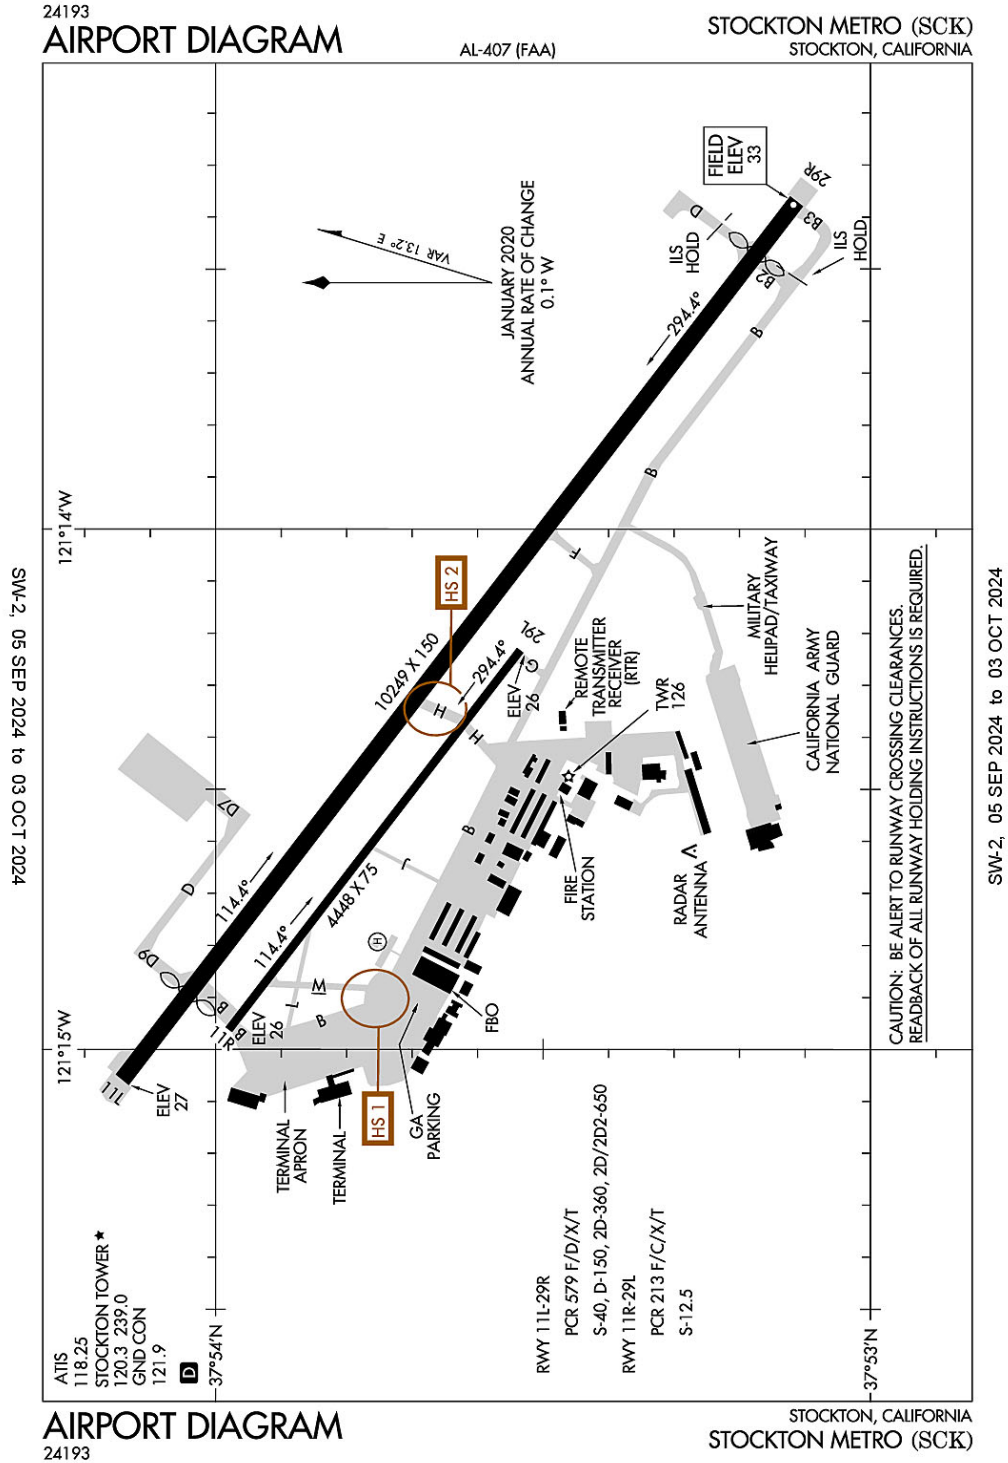 24193
AIRPORT DIAGRAM
AL-407 (FAA)
STOCKTON METRO (SCK)
STOCKTON, CALIFORNIA
FIELD
ELEV
33
29R
D
B3
ILS
HOLD
ILS
HOLD
B2
VAR 13.2° E
JANUARY 2020
ANNUAL RATE OF CHANGE
0.1° W
294.4°
B
B
121°14'W
F
HS 2
10249 X 150
29L
294.4°
G
ELEV
26
H
H
REMOTE
TRANSMITTER
RECEIVER
(RTR)
TWR
126
MILITARY
HELIPAD/TAXIWAY
CALIFORNIA ARMY
NATIONAL GUARD
D7
D
B
J
4448 X 75
114.4°
114.4°
FIRE
STATION
RADAR
ANTENNA
D9
H
M
L
B
B7
B
11R
ELEV
26
FBO
121°15'W
11L
ELEV
27
TERMINAL
APRON
TERMINAL
HS 1
GA
PARKING
CAUTION: BE ALERT TO RUNWAY CROSSING CLEARANCES.
READBACK OF ALL RUNWAY HOLDING INSTRUCTIONS IS REQUIRED.
ATIS
118.25
STOCKTON TOWER ★
120.3 239.0
GND CON
121.9
D
37°54'N
RWY 11L-29R
PCR 579 F/D/X/T
S-40, D-150, 2D-360, 2D/2D2-650
RWY 11R-29L
PCR 213 F/C/X/T
S-12.5
37°53'N
SW-2, 05 SEP 2024 to 03 OCT 2024
SW-2, 05 SEP 2024 to 03 OCT 2024
AIRPORT DIAGRAM
24193
STOCKTON, CALIFORNIA
STOCKTON METRO (SCK)